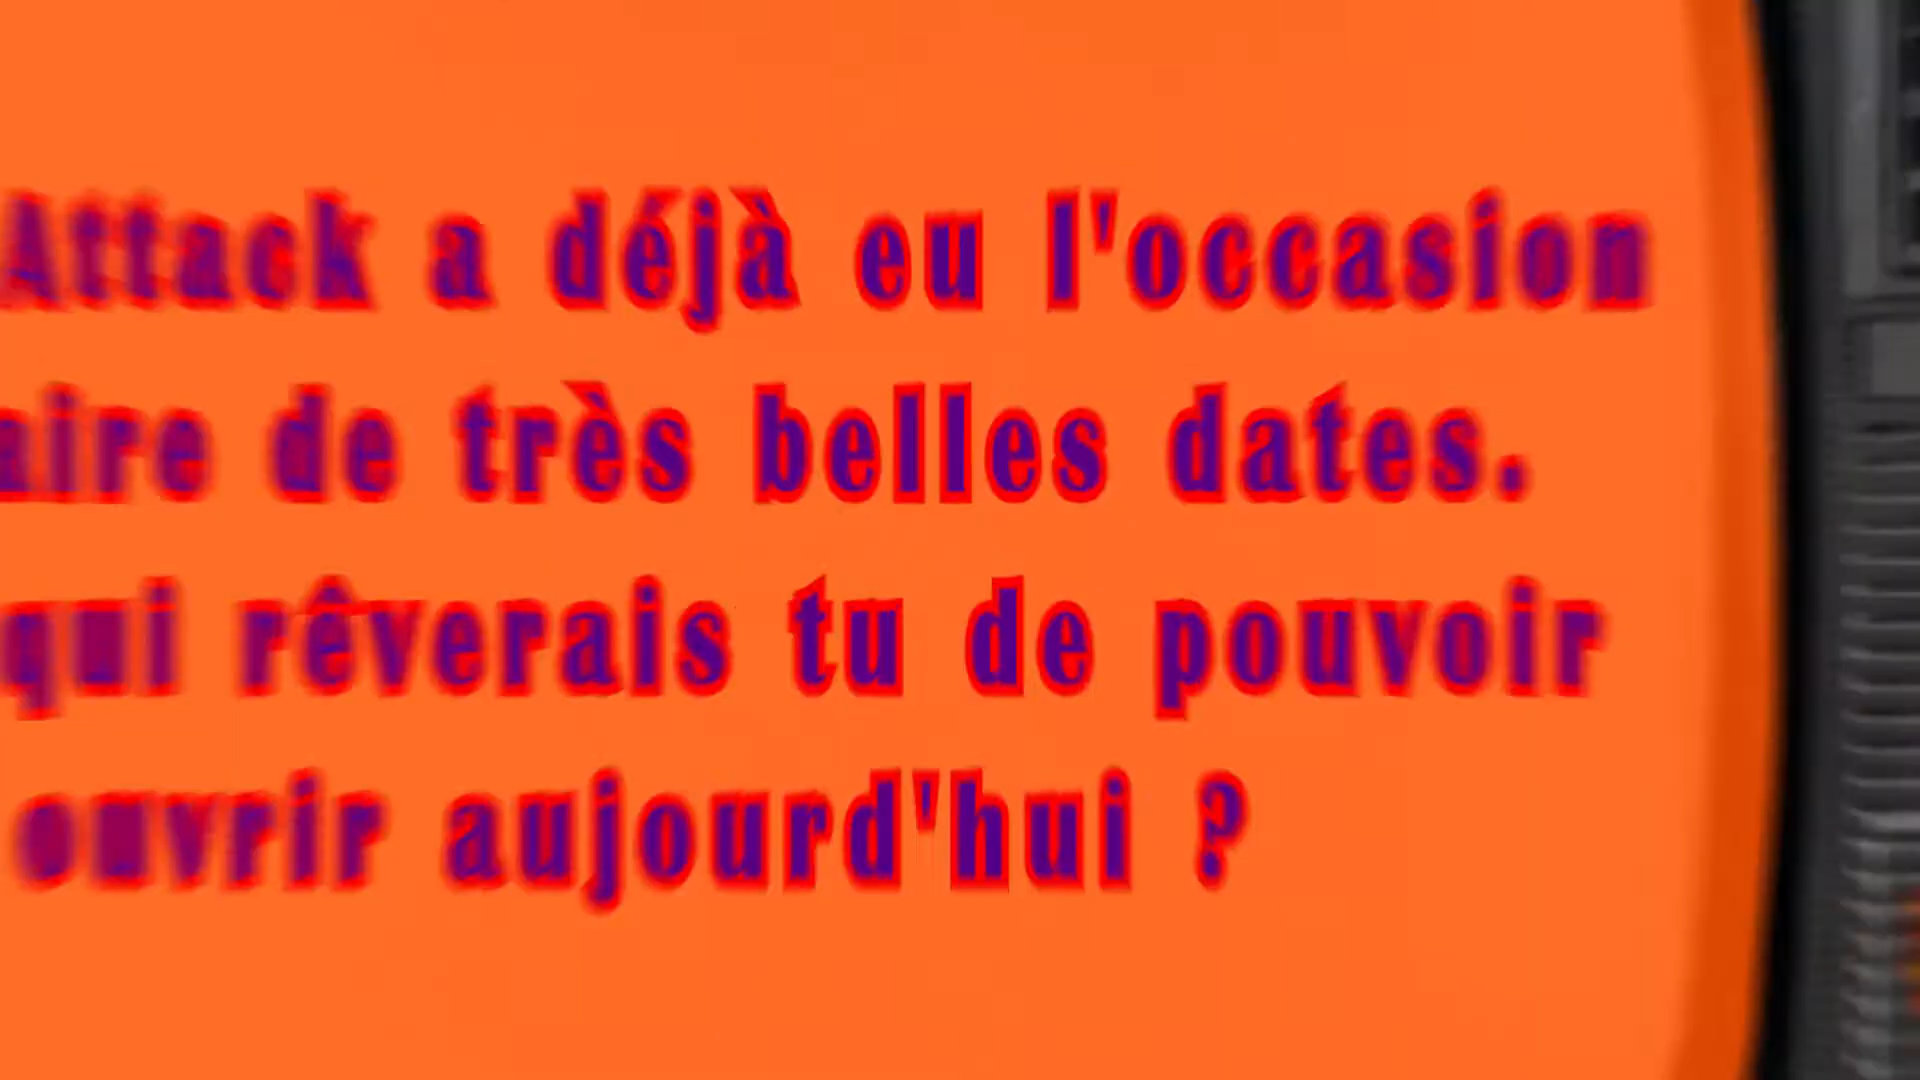 Attack a déjà eu l'occasion
aire de très belles dates.
qui rêverais tu de pouvoir
ouvrir aujourd'hui ?